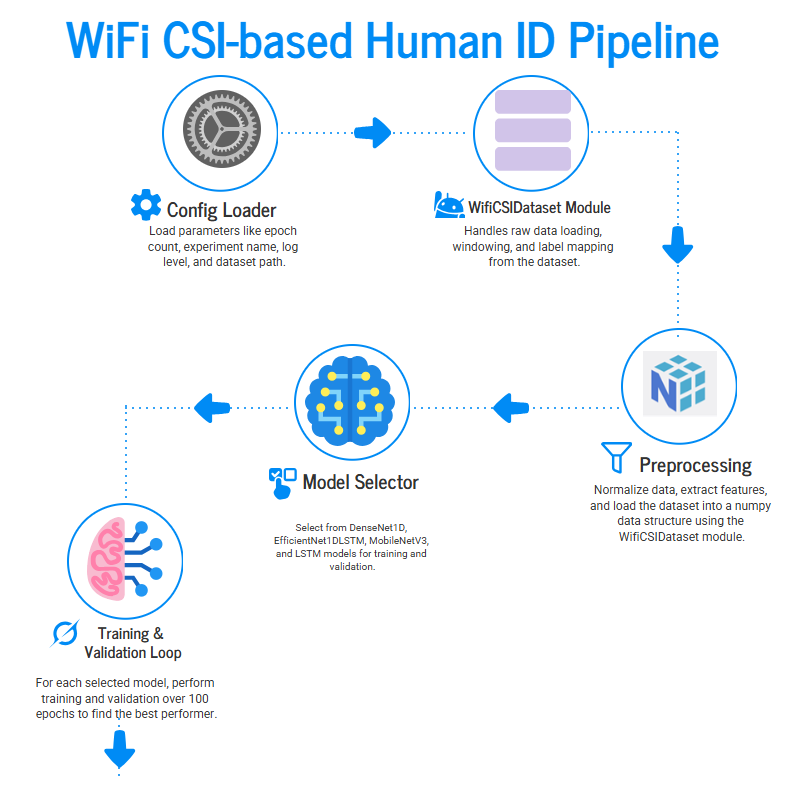 WiFi CSI-based Human ID Pipeline
Config Loader
Load parameters like epoch
count, experiment name, log
level, and dataset path.
WifiCSIDataset Module
Handles raw data loading,
windowing, and label mapping
from the dataset.
N
Preprocessing
Normalize data, extract features,
and load the dataset into a numpy
data structure using the
WifiCSIDataset module.
Model Selector
Select from DenseNet1D,
EfficientNet1DLSTM, MobileNetV3,
and LSTM models for training and
validation.
Training &
Validation Loop
For each selected model, perform
training and validation over 100
epochs to find the best performer.